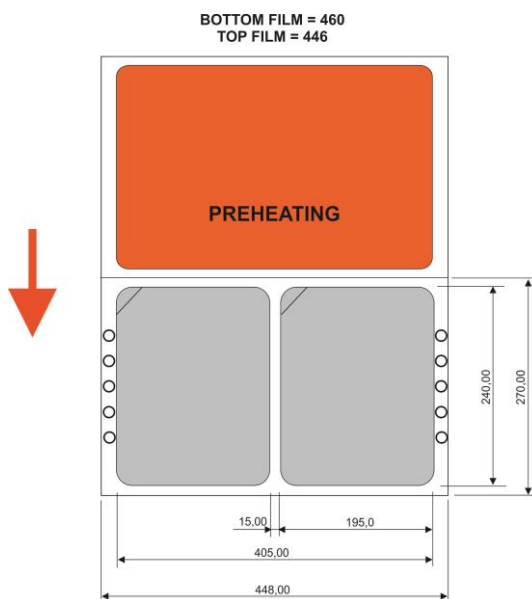 BOTTOM FILM = 460
TOP FILM = 446
PREHEATING
240,00
270,00
15,00
195,0
405,00
448,00